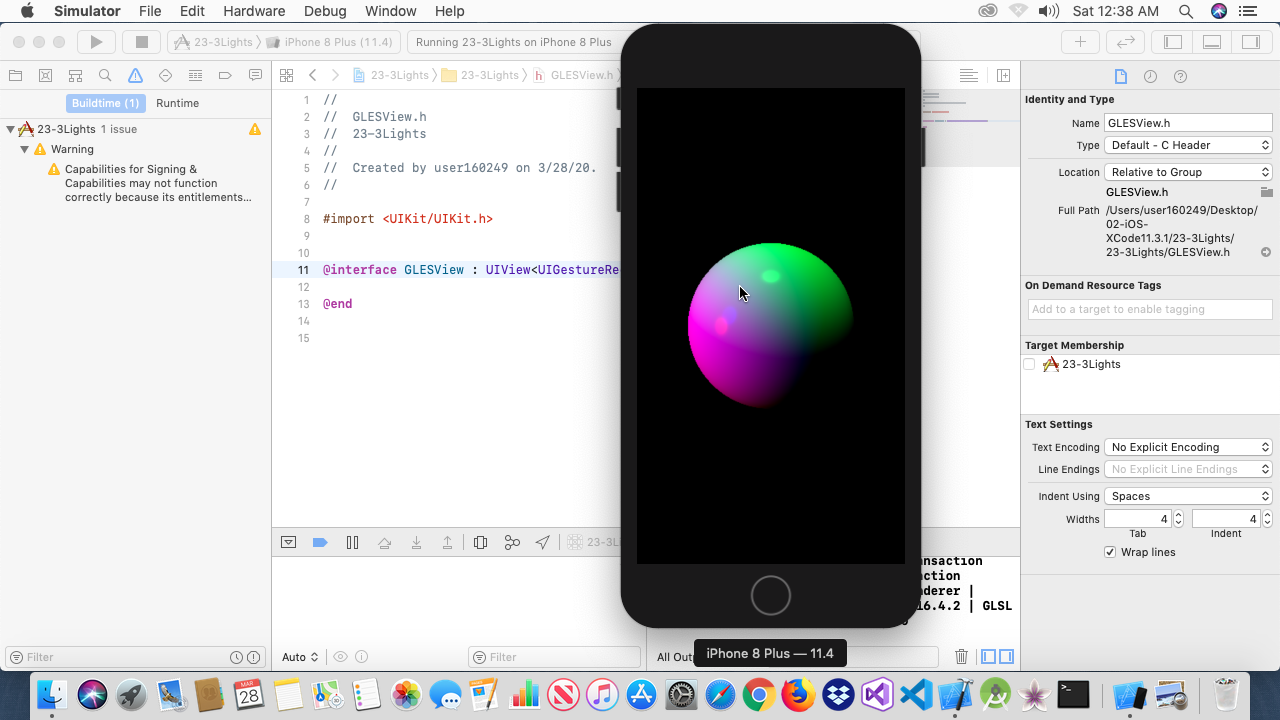 Simulator File Edit Hardware Debug Window Help
Sat 12:38 AM
23-3Lights iPhone 8 Plus (11.4)
Running 23-3Lights on iPhone 8 Plus
23-3Lights 23-3Lights GLESView.h
Buildtime (1) Runtime
23-3Lights 1 issue
Warning
Capabilities for Signing &
Capabilities may not function
correctly because its entitlements...
1 //
2 // GLESView.h
3 // 23-3Lights
4 //
5 // Created by user160249 on 3/28/20.
6 //
7
8 #import <UIKit/UIKit.h>
9
10
11 @interface GLESView : UIView<UIGestureRe
12
13 @end
14
15
Identity and Type
Name GLESView.h
Type Default - C Header
Location Relative to Group
GLESView.h
Full Path /Users/user160249/Desktop/
02-iOS-
XCode11.3.1/23-3Lights/
23-3Lights/GLESView.h
On Demand Resource Tags
Add to a target to enable tagging
Target Membership
23-3Lights
Text Settings
Text Encoding No Explicit Encoding
Line Endings No Explicit Line Endings
Indent Using Spaces
Widths 4 4
Tab Indent
Wrap lines
23-3L
ansaction
action
nderer |
16.4.2 | GLSL
Filter
Auto
Filter
All Out
iPhone 8 Plus — 11.4
MAR
28